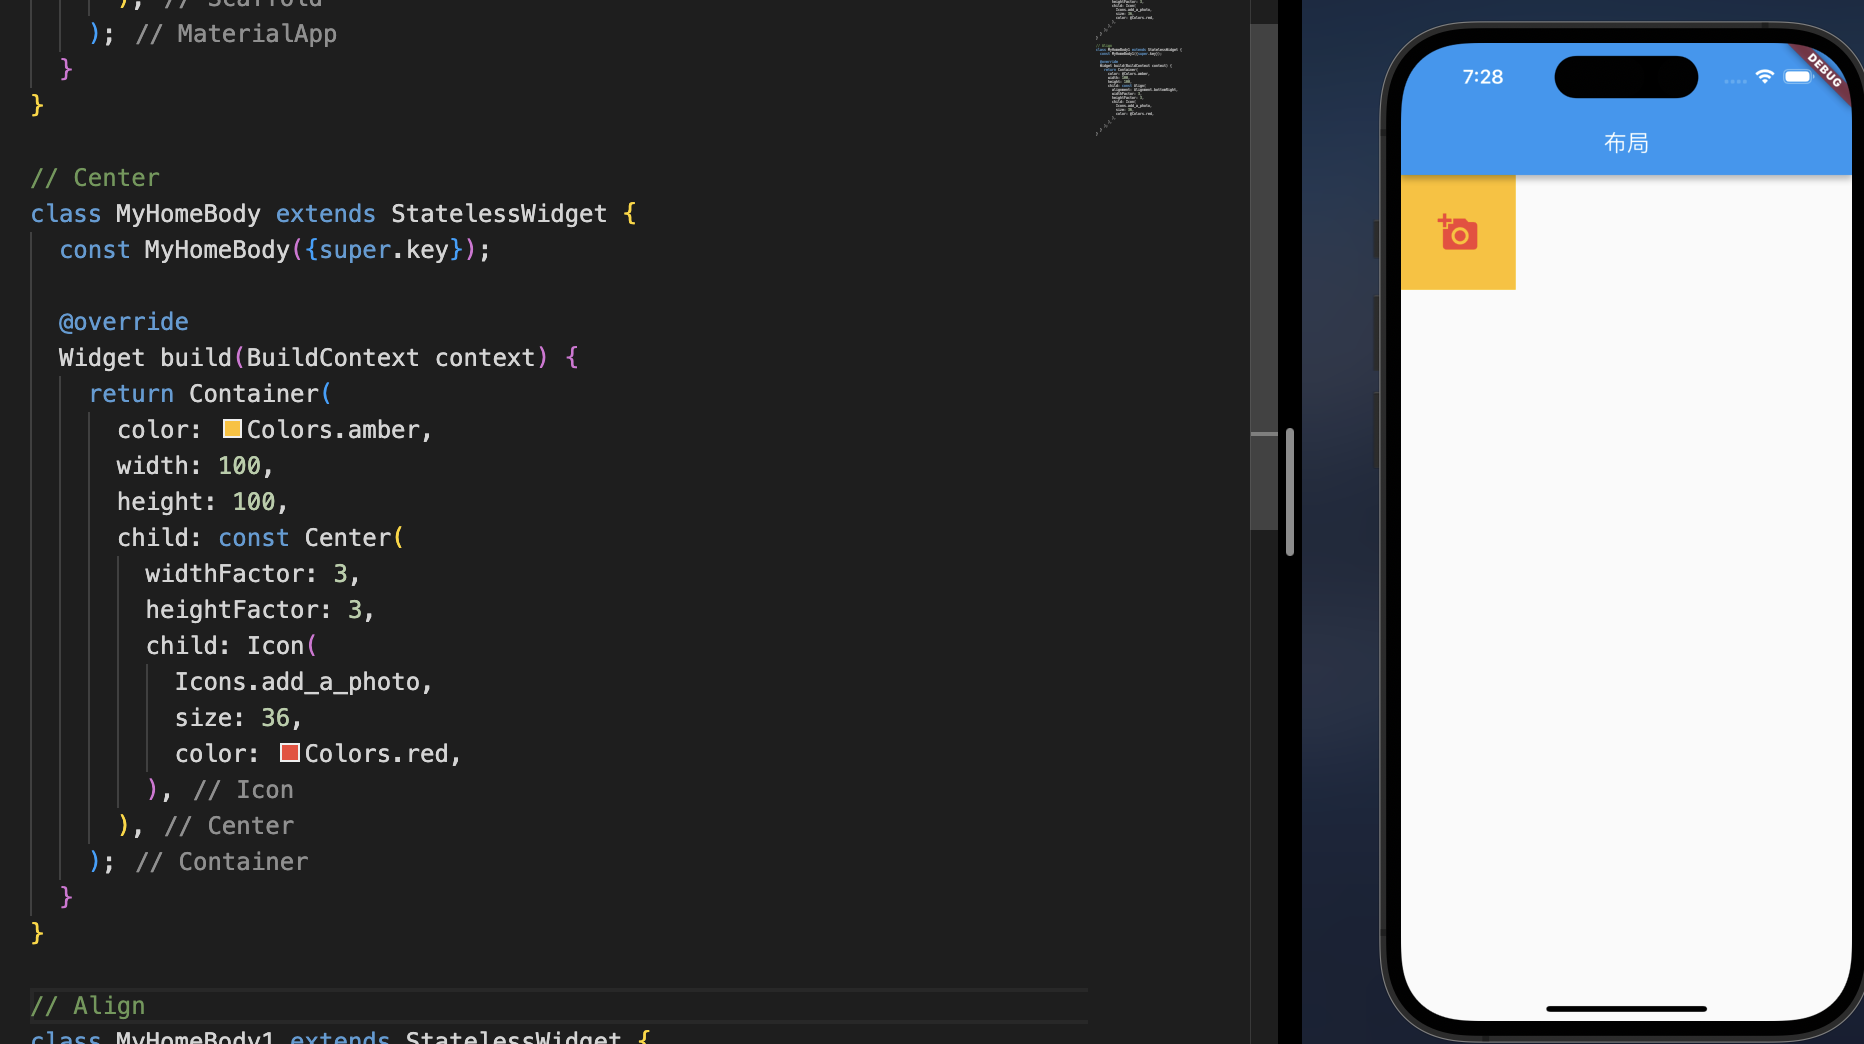 ), // Scaffold
); // MaterialApp
}
}
// Center
class MyHomeBody extends StatelessWidget {
const MyHomeBody({super.key});
@override
Widget build(BuildContext context) {
return Container(
color: Colors.amber,
width: 100,
height: 100,
child: const Center(
widthFactor: 3,
heightFactor: 3,
child: Icon(
Icons.add_a_photo,
size: 36,
color: Colors.red,
), // Icon
), // Center
); // Container
}
}
// Align
class MyHomeBody1 extends StatelessWidget {
7:28
DEBUG
布局